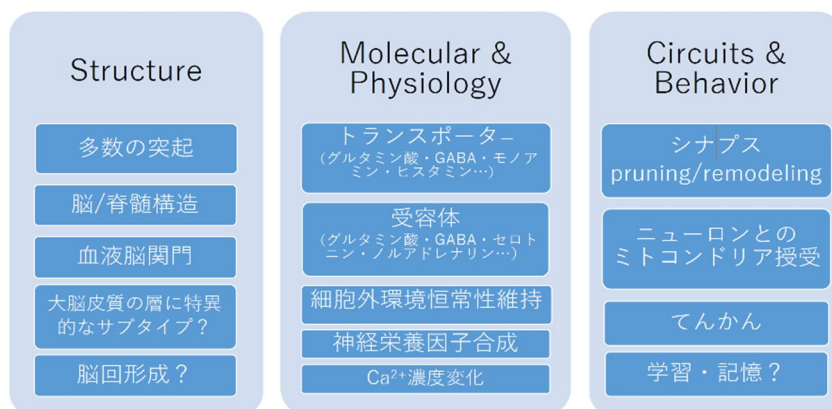 Structure
多数の突起
脳/脊髄構造
血液脳関門
大脳皮質の層に特異
的なサブタイプ?
脳回形成?
Molecular &
Physiology
トランスポーター
(グルタミン酸・GABA・モノア
ミン・ヒスタミン…)
受容体
(グルタミン酸・GABA・セロト
ニン・ノルアドレナリン…)
細胞外環境恒常性維持
神経栄養因子合成
Ca²⁺濃度変化
Circuits &
Behavior
シナプス
pruning/remodeling
ニューロンとの
ミトコンドリア授受
てんかん
学習・記憶?